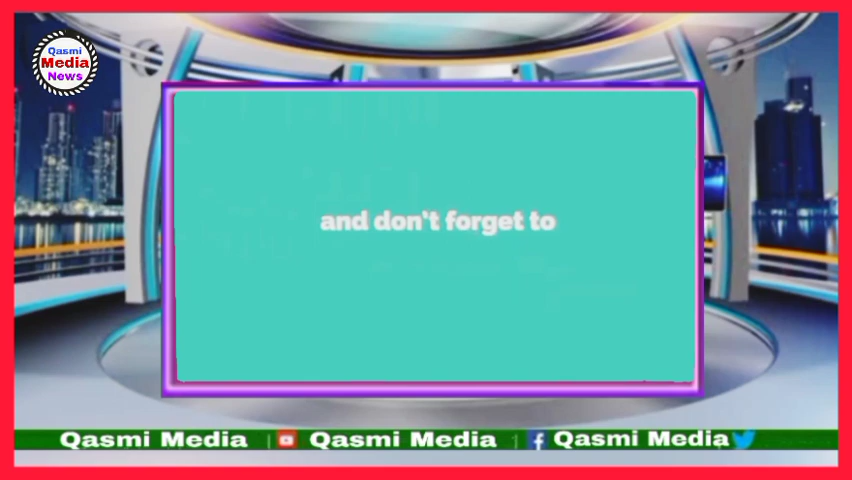 Qasmi
Media
News
and don't forget to
Qasmi Media | Qasmi Media | Qasmi Media